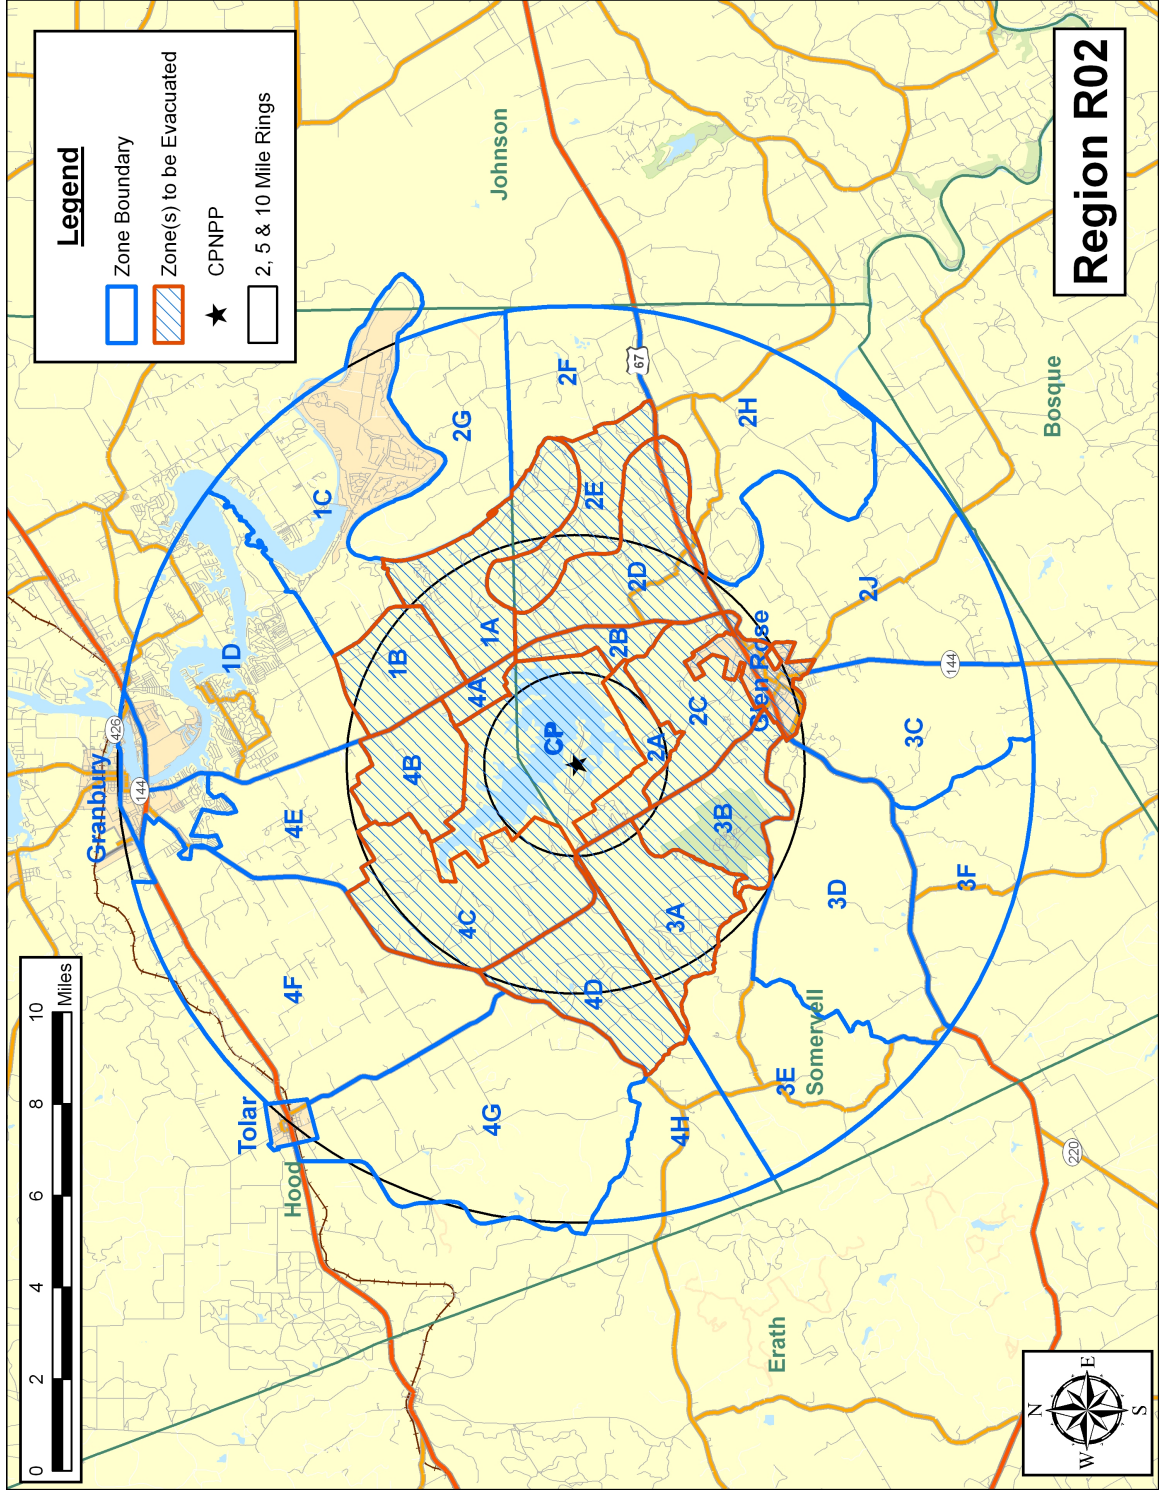 Legend
Zone Boundary
Zone(s) to be Evacuated
CPNPP
2, 5 & 10 Mile Rings
Region R02
0 2 4 6 8 10
Miles
N
W E
S
Granbury
Tolar
Glen Rose
Hood
Johnson
Somervell
Bosque
Erath
426
144
67
144
220
CP
1A
1B
1C
1D
2A
2B
2C
2D
2E
2F
2G
2H
2J
3A
3B
3C
3D
3E
3F
4A
4B
4C
4D
4E
4F
4G
4H